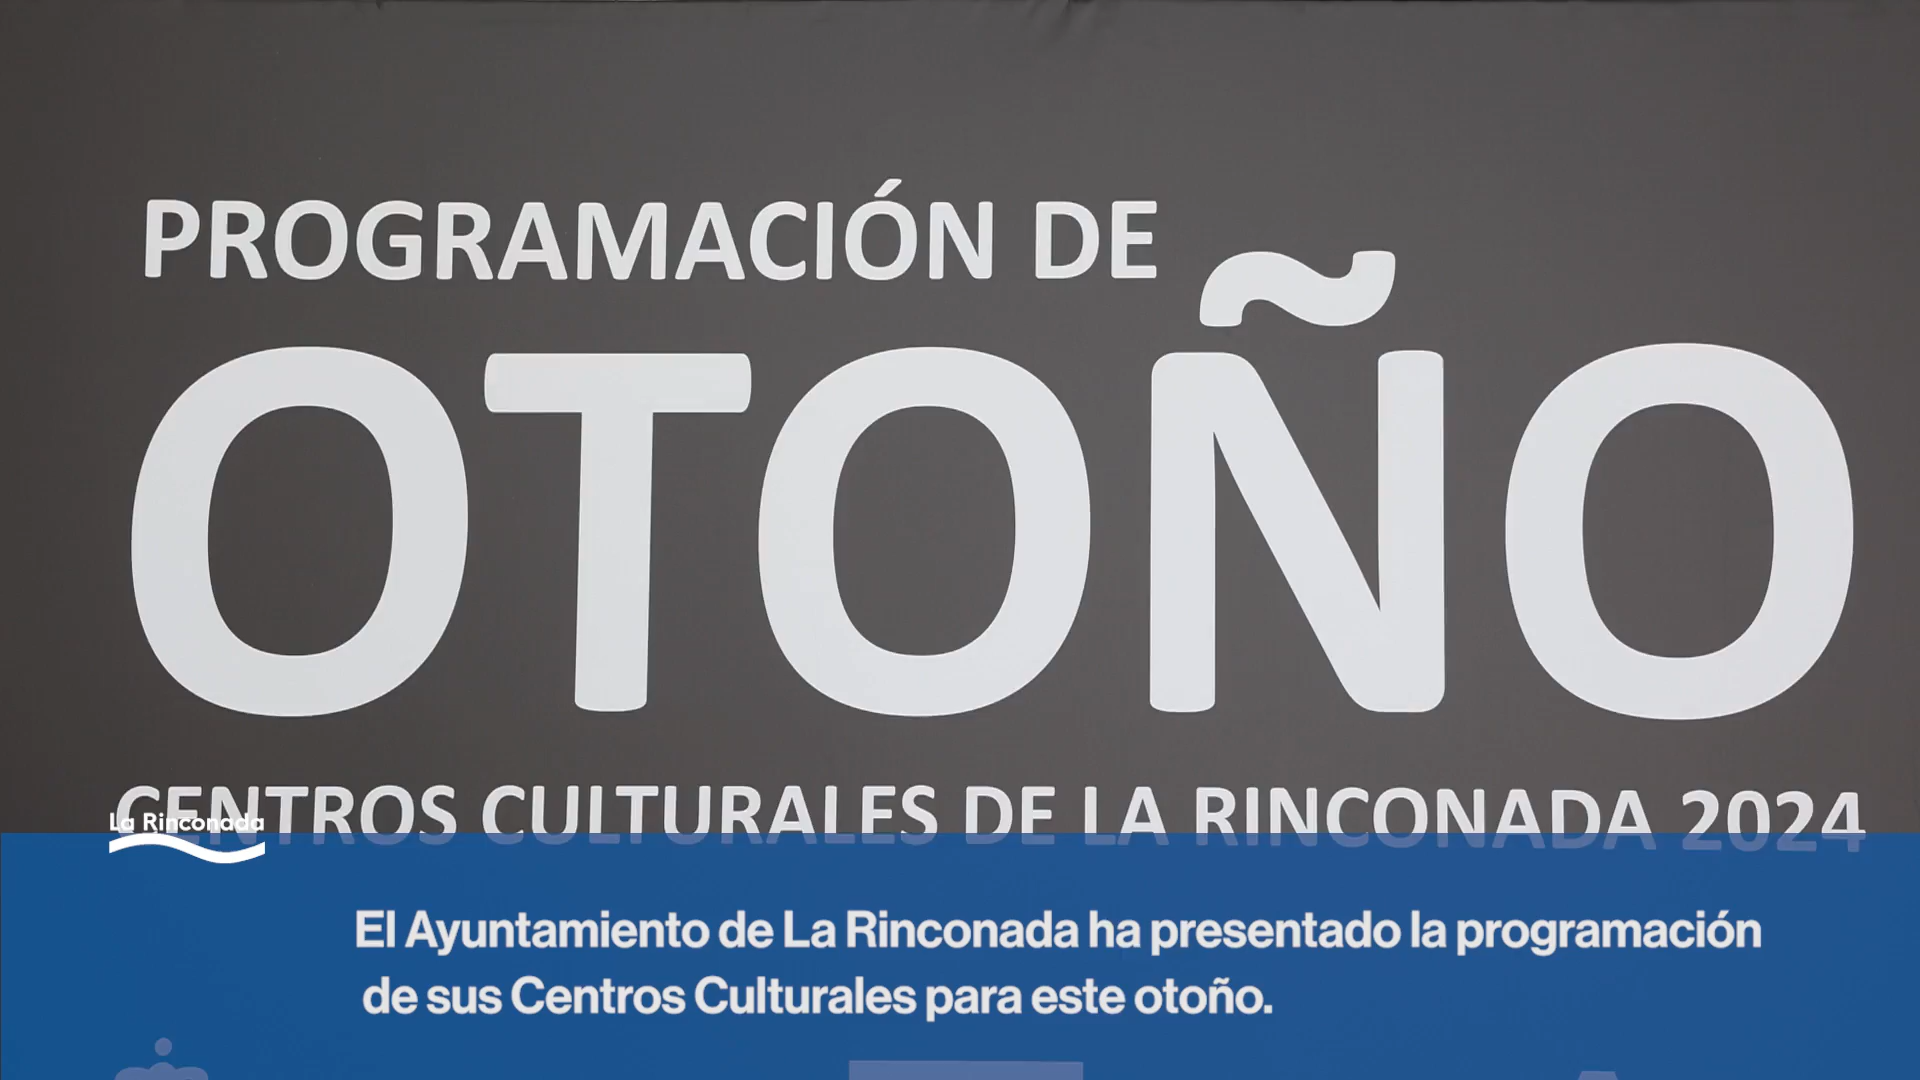 PROGRAMACIÓN DE
OTOÑO
CENTROS CULTURALES DE LA RINCONADA 2024
La Rinconada
El Ayuntamiento de La Rinconada ha presentado la programación
de sus Centros Culturales para este otoño.